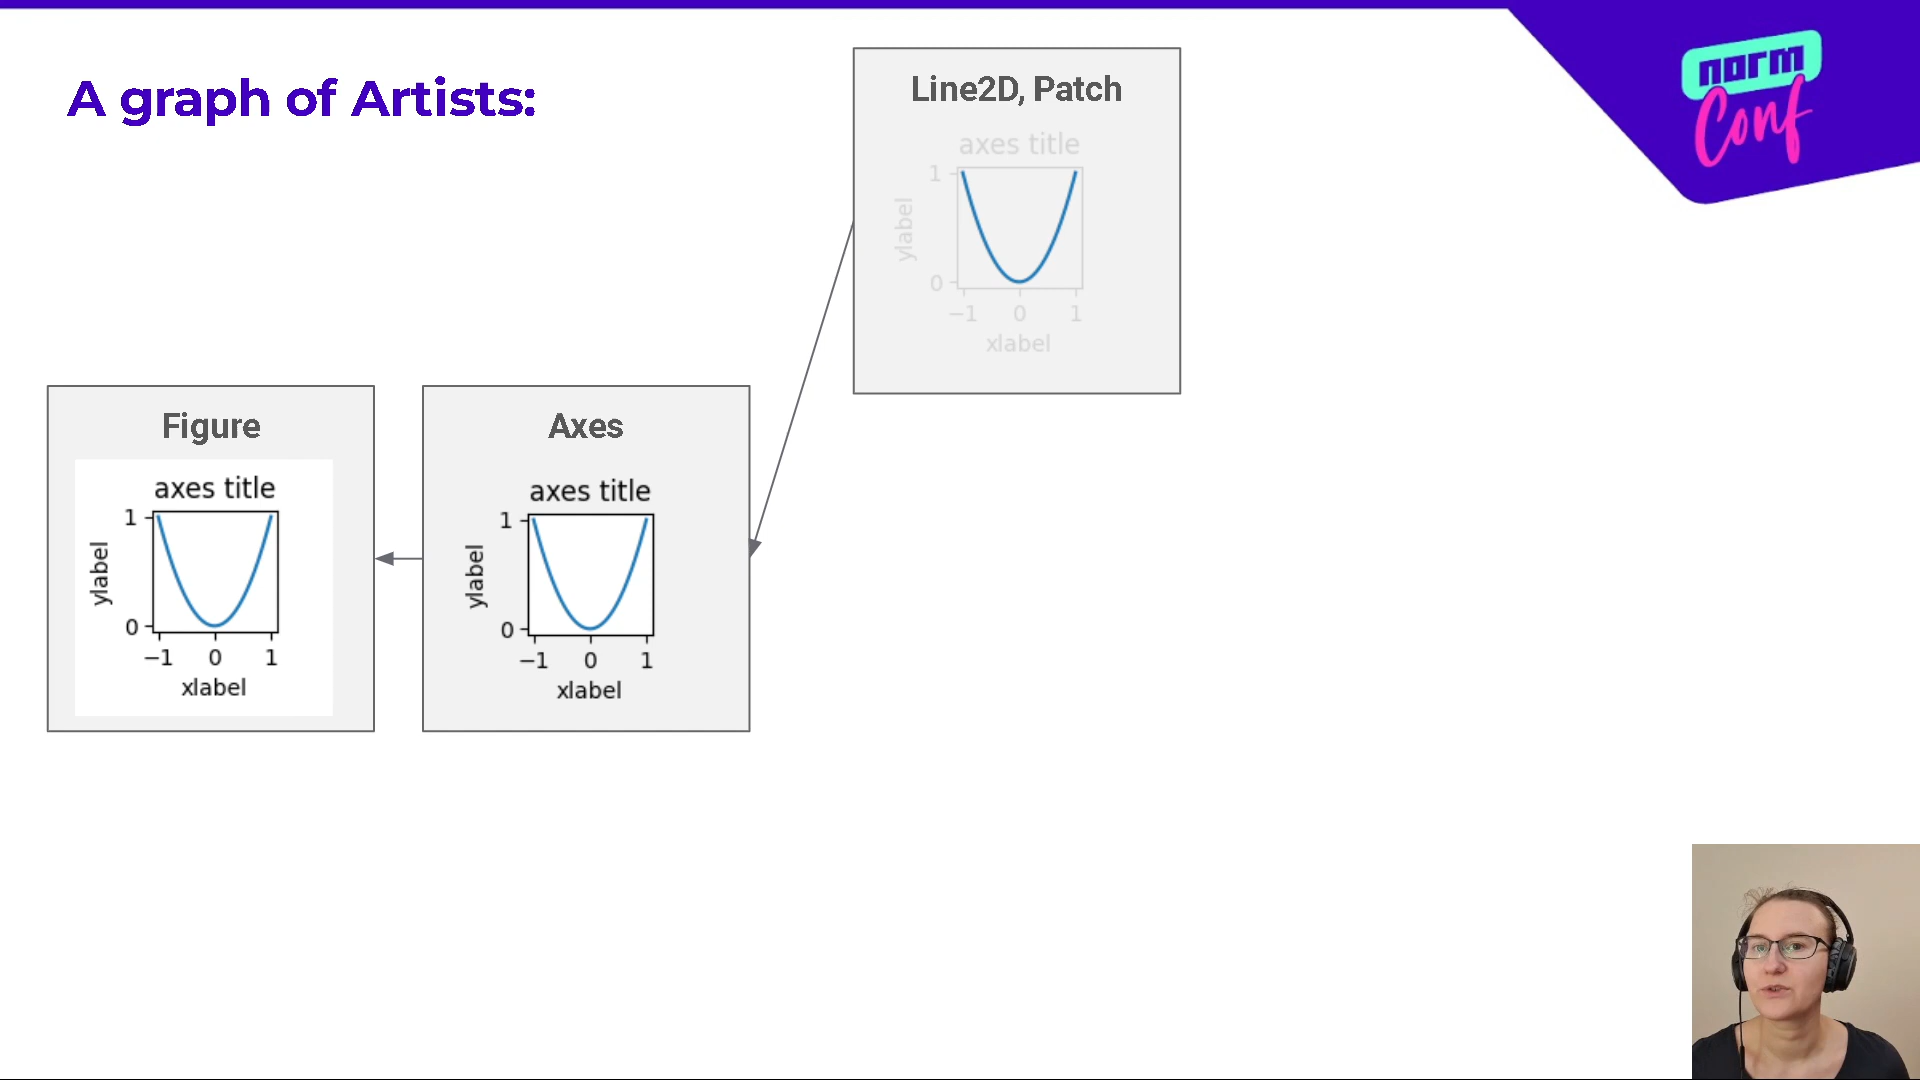 A graph of Artists:
norm
Conf
Line2D, Patch
axes title
1
ylabel
0
−1 0 1
xlabel
Figure
axes title
1
ylabel
0
−1 0 1
xlabel
Axes
axes title
1
ylabel
0
−1 0 1
xlabel